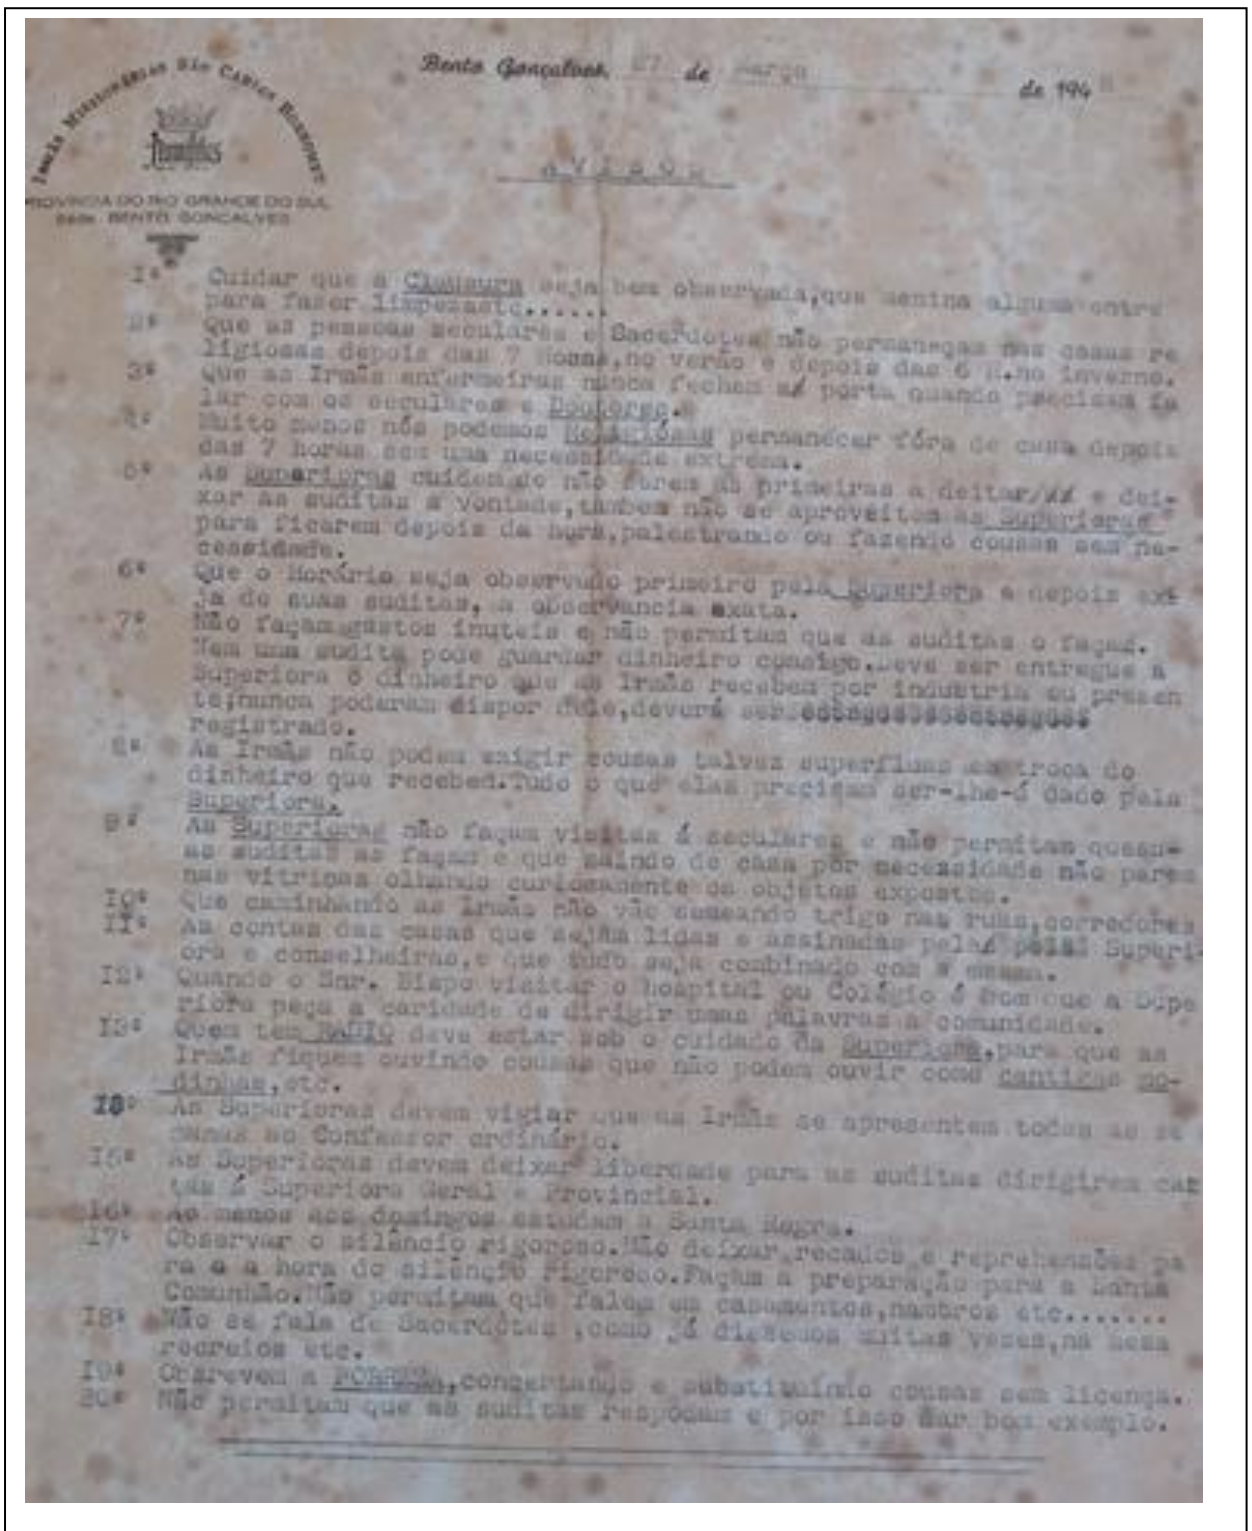 Irmãs Missionárias São Carlos Borromeu
Humilitas
PROVÍNCIA DO RIO GRANDE DO SUL
Sede - BENTO GONÇALVES
Bento Gonçalves, 27 de Março de 194
A V I S O S
1º Cuidar que a Clausura seja bem observada,que menina alguma entre
para faser limpezaetc......
2º Que as pessoas seculares e Sacerdotes não permaneçam nas casas re
ligiosas depois das 7 Horas,no verão e depois das 6 H.no inverno.
3º Que as Irmãs enfermeiras nunca fechem a porta quando precisam fa
lar com os seculares e Doutores.
4º Muito menos nós podemos Religiósas permanecer fóra de casa depois
das 7 horas sem uma necessidade extrema.
5º As Superioras cuidem de não serem as primeiras a deitar e dei-
xar as suditas a vontade,tambem não se aproveitem as Superioras
para ficarem depois da hora,palestrando ou fazendo cousas sem ne-
cessidade.
6º Que o Horário seja observado primeiro pela Superiora e depois exi
ja de suas suditas, a observancia exata.
7º Não façam gastos inuteis e não permitam que as suditas o façam.
Nem uma sudita pode guardar dinheiro consigo.Deve ser entregue a
Superiora o dinheiro que as Irmãs recebem por industria ou presen
te;nunca poderam dispor dele,deverá ser
registrado.
8º As Irmãs não podem exigir cousas talvez superfluas em troca do
dinheiro que recebem.Tudo o que elas precisam ser-lhe-á dado pela
Superiora.
9º As Superioras não façam visitas á seculares e não permitam que
as suditas as façam e que saindo de casa por necessidade não parem
nas vitrinas olhando curiosamente os objetos expostos.
10º Que caminhando as Irmãs não vão semeando trigo nas ruas,corredores
11º As contas das casas que sejam lidas e assinadas pela Superi-
ora e conselheiras,e que tudo seja combinado com a mesma.
12º Quando o Snr. Bispo visitar o hospital ou Colégio é bom que a Supe
riora peça a caridade de dirigir umas palavras a comunidade.
13º Quem tem RADIO deve estar sob o cuidado da Superiora,para que as
Irmãs fiquem ouvindo cousas que não podem ouvir como cantigas mo-
dinhas,etc.
18º As Superioras devem vigiar que as Irmãs se apresentem todas as se
manas ao Confessor ordinário.
15º As Superioras devem deixar liberdade para as suditas dirigirem car
tas á Superiora Geral e Provincial.
16º Ao menos aos domingos estudam a Santa Regra.
17º Observar o silêncio rigoroso.Não deixar recados e reprehensões pa
ra a a hora do silençio rigoroso.Façam a preparação para a Santa
Comunhão.Não permitam que falem em casamentos,namoros etc.......
18º Não se fala de Sacerdotes ,como já dissemos muitas vezes,na mesa
recreios etc.
19º Obsrevem a POBREZA,concertando e substituindo cousas sem licença.
20º Não permitam que as suditas respodam e por isso dar bom exemplo.